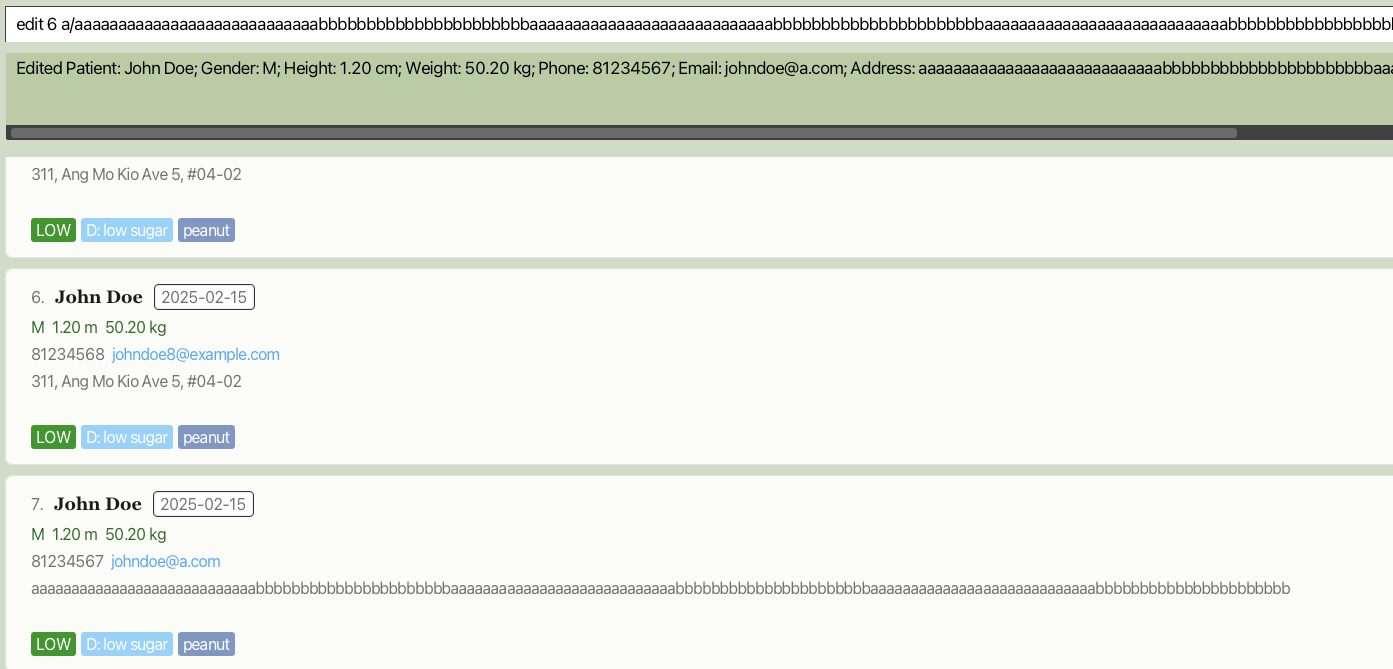 edit 6 a/aaaaaaaaaaaaaaaaaaaaaaaaaaaabbbbbbbbbbbbbbbbbbbbbbaaaaaaaaaaaaaaaaaaaaaaaaaaaabbbbbbbbbbbbbbbbbbbbbbaaaaaaaaaaaaaaaaaaaaaaaaaaaabbbbbbbbbbbbbbbbb
Edited Patient: John Doe; Gender: M; Height: 1.20 cm; Weight: 50.20 kg; Phone: 81234567; Email: johndoe@a.com; Address: aaaaaaaaaaaaaaaaaaaaaaaaaaaabbbbbbbbbbbbbbbbbbbbbbaa
311, Ang Mo Kio Ave 5, #04-02
LOW D: low sugar peanut
6. John Doe 2025-02-15
M 1.20 m 50.20 kg
81234568 johndoe8@example.com
311, Ang Mo Kio Ave 5, #04-02
LOW D: low sugar peanut
7. John Doe 2025-02-15
M 1.20 m 50.20 kg
81234567 johndoe@a.com
aaaaaaaaaaaaaaaaaaaaaaaaaaaabbbbbbbbbbbbbbbbbbbbbbaaaaaaaaaaaaaaaaaaaaaaaaaaaabbbbbbbbbbbbbbbbbbbbbbaaaaaaaaaaaaaaaaaaaaaaaaaaaabbbbbbbbbbbbbbbbbbbbbb
LOW D: low sugar peanut